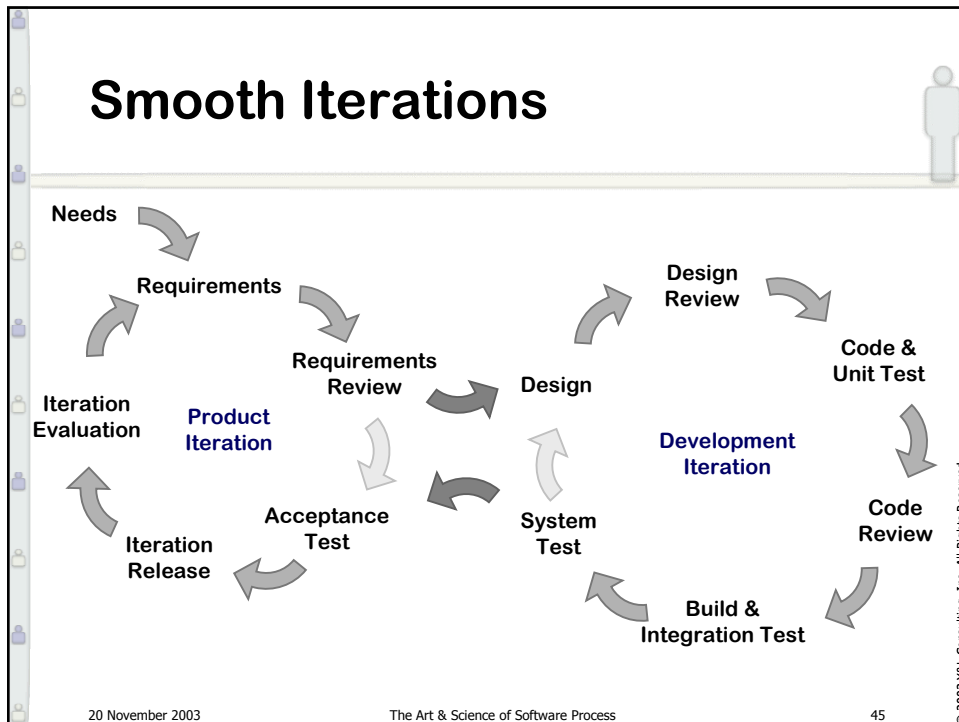 Smooth Iterations
Needs
Requirements
Requirements
Review
Product
Iteration
Iteration
Evaluation
Acceptance
Test
Iteration
Release
Design
Design
Review
Code &
Unit Test
Development
Iteration
Code
Review
System
Test
Build &
Integration Test
20 November 2003
The Art & Science of Software Process
45